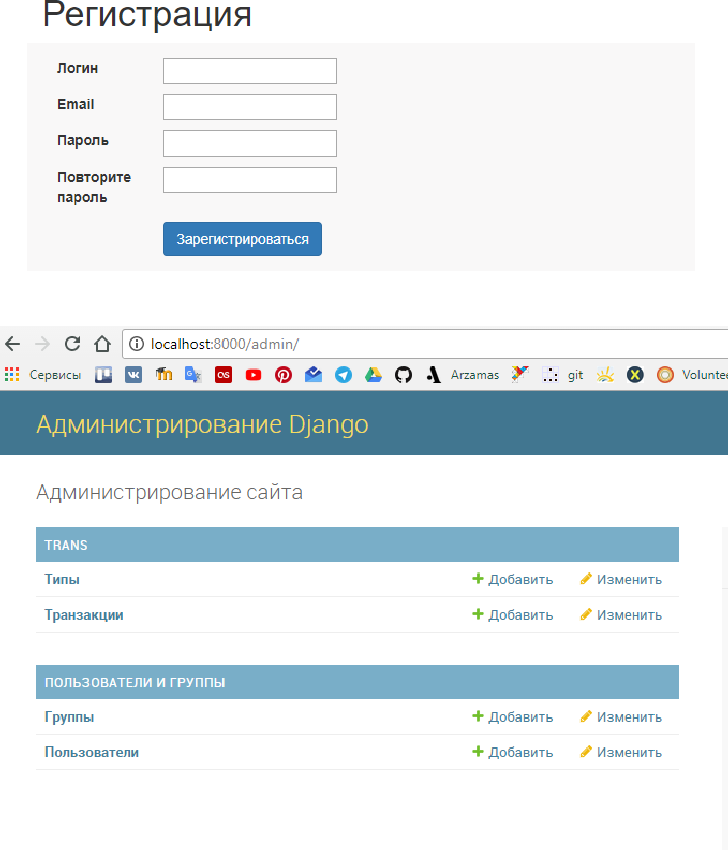 Регистрация
Логин
Email
Пароль
Повторите
пароль
Зарегистрироваться
localhost:8000/admin/
Сервисы Arzamas git Voluntee
Администрирование Django
Администрирование сайта
TRANS
Типы Добавить Изменить
Транзакции Добавить Изменить
ПОЛЬЗОВАТЕЛИ И ГРУППЫ
Группы Добавить Изменить
Пользователи Добавить Изменить